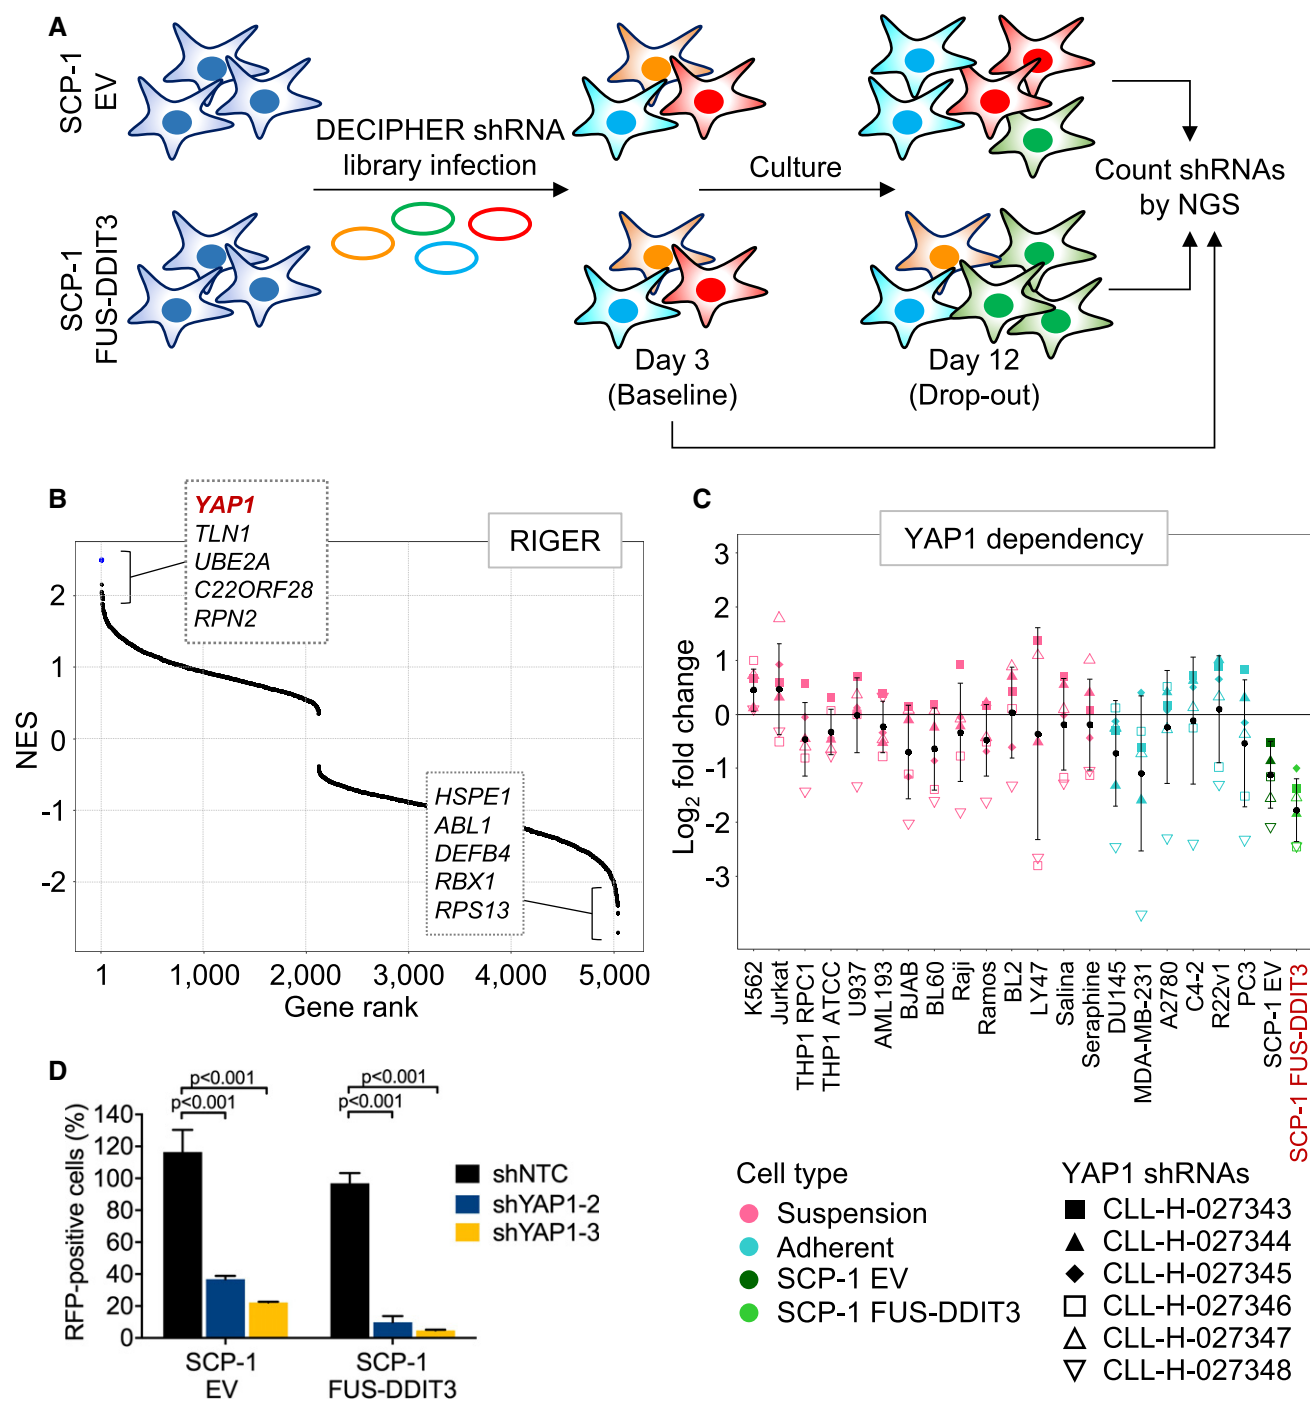 A
SCP-1
EV
SCP-1
FUS-DDIT3
DECIPHER shRNA
library infection
Culture
Count shRNAs
by NGS
Day 3
(Baseline)
Day 12
(Drop-out)
B
YAP1
TLN1
UBE2A
C22ORF28
RPN2
RIGER
NES
2
1
0
-1
-2
HSPE1
ABL1
DEFB4
RBX1
RPS13
1
1,000
2,000
3,000
4,000
5,000
Gene rank
C
YAP1 dependency
Log2 fold change
3
2
1
0
-1
-2
-3
K562
Jurkat
THP1 RPC1
THP1 ATCC
U937
AML193
BJAB
BL60
Raji
Ramos
BL2
LY47
Salina
Seraphine
DU145
MDA-MB-231
A2780
C4-2
R22v1
PC3
SCP-1 EV
SCP-1 FUS-DDIT3
Cell type
Suspension
Adherent
SCP-1 EV
SCP-1 FUS-DDIT3
YAP1 shRNAs
CLL-H-027343
CLL-H-027344
CLL-H-027345
CLL-H-027346
CLL-H-027347
CLL-H-027348
D
RFP-positive cells (%)
140
120
100
80
60
40
20
0
p<0.001
p<0.001
p<0.001
p<0.001
shNTC
shYAP1-2
shYAP1-3
SCP-1
EV
SCP-1
FUS-DDIT3